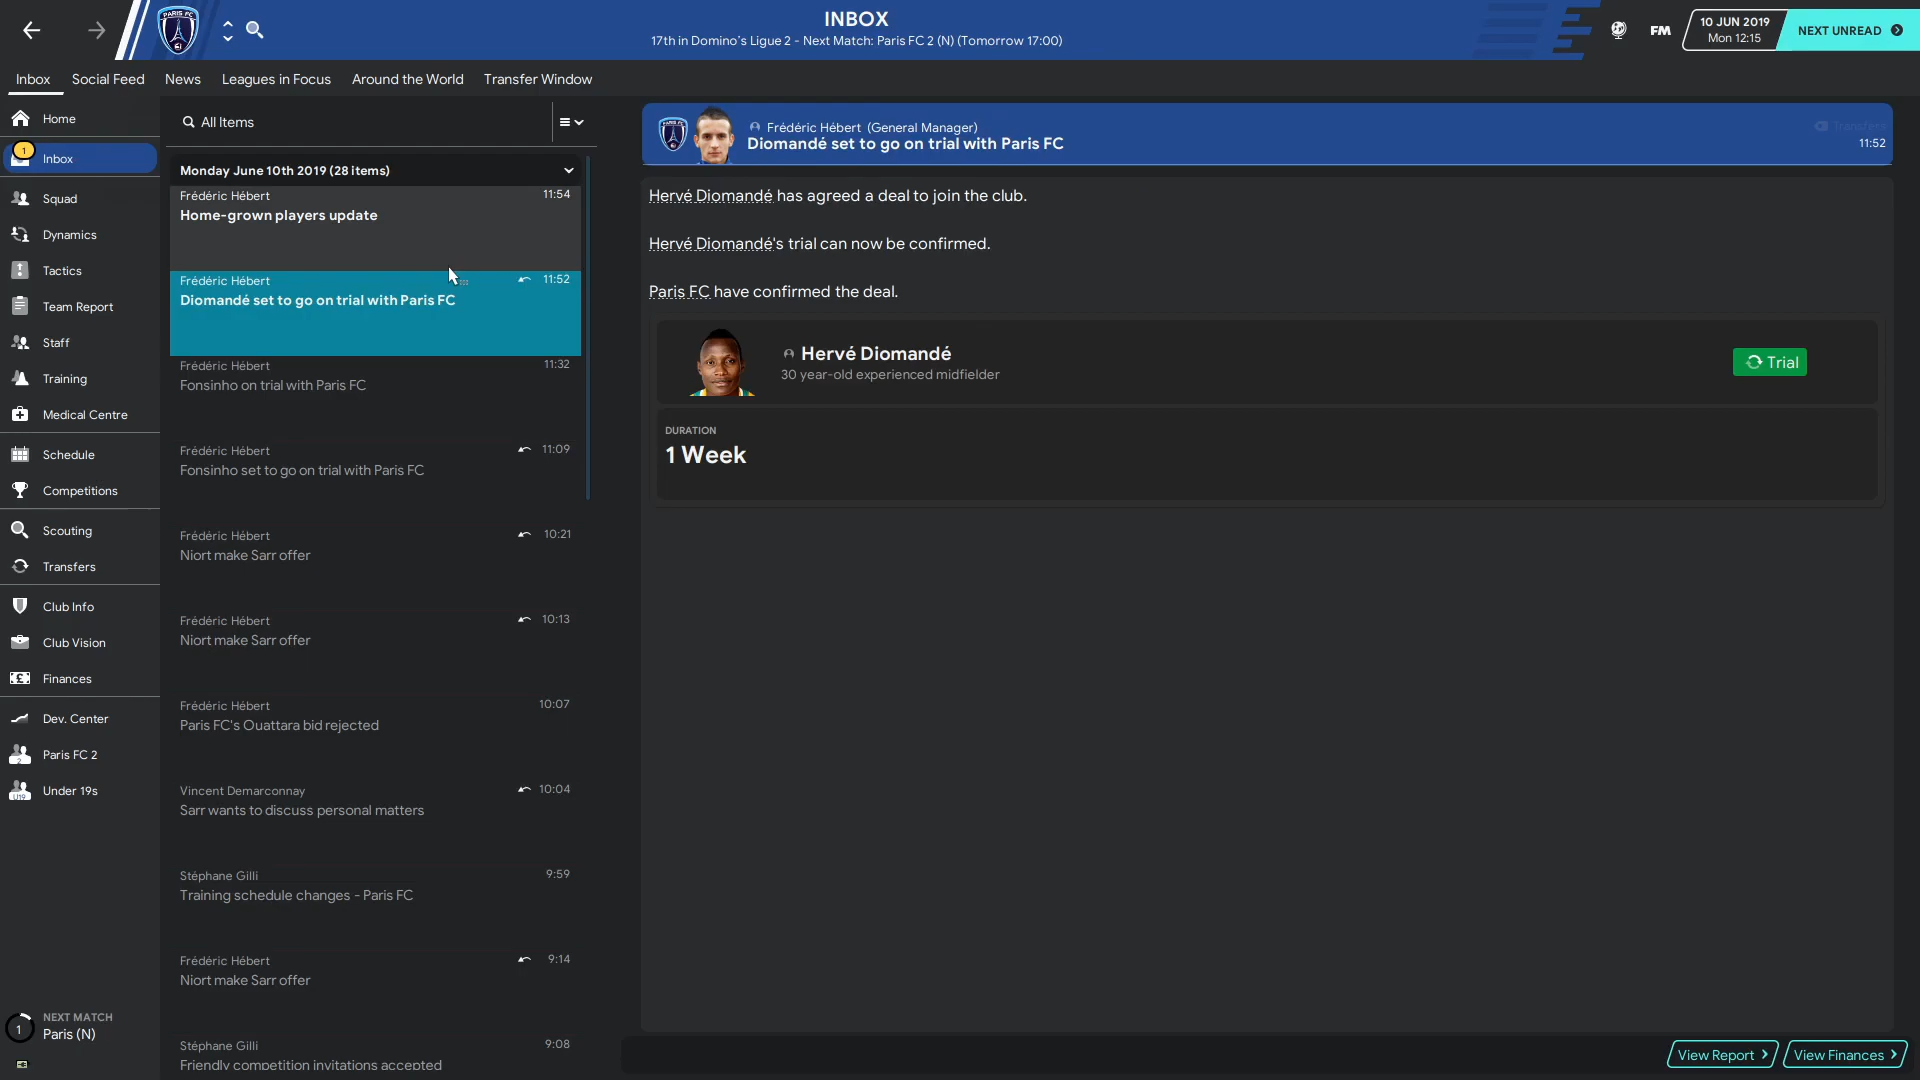 PARIS FC
INBOX
17th in Domino's Ligue 2 - Next Match: Paris FC 2 (N) (Tomorrow 17:00)
FM
10 JUN 2019
Mon 12:15
NEXT UNREAD
Inbox
Social Feed
News
Leagues in Focus
Around the World
Transfer Window
Home
1
Inbox
Squad
Dynamics
Tactics
Team Report
Staff
Training
Medical Centre
Schedule
Competitions
Scouting
Transfers
Club Info
Club Vision
Finances
Dev. Center
2
Paris FC 2
U19
Under 19s
1
NEXT MATCH
Paris (N)
All Items
Monday June 10th 2019 (28 items)
Frédéric Hébert 11:54
Home-grown players update
Frédéric Hébert 11:52
Diomandé set to go on trial with Paris FC
Frédéric Hébert 11:32
Fonsinho on trial with Paris FC
Frédéric Hébert 11:09
Fonsinho set to go on trial with Paris FC
Frédéric Hébert 10:21
Niort make Sarr offer
Frédéric Hébert 10:13
Niort make Sarr offer
Frédéric Hébert 10:07
Paris FC's Ouattara bid rejected
Vincent Demarconnay 10:04
Sarr wants to discuss personal matters
Stéphane Gilli 9:59
Training schedule changes - Paris FC
Frédéric Hébert 9:14
Niort make Sarr offer
Stéphane Gilli 9:08
Friendly competition invitations accepted
PARIS FC
Frédéric Hébert (General Manager)
Transfers
Diomandé set to go on trial with Paris FC
11:52
Hervé Diomandé has agreed a deal to join the club.
Hervé Diomandé's trial can now be confirmed.
Paris FC have confirmed the deal.
Hervé Diomandé
30 year-old experienced midfielder
Trial
DURATION
1 Week
View Report
View Finances